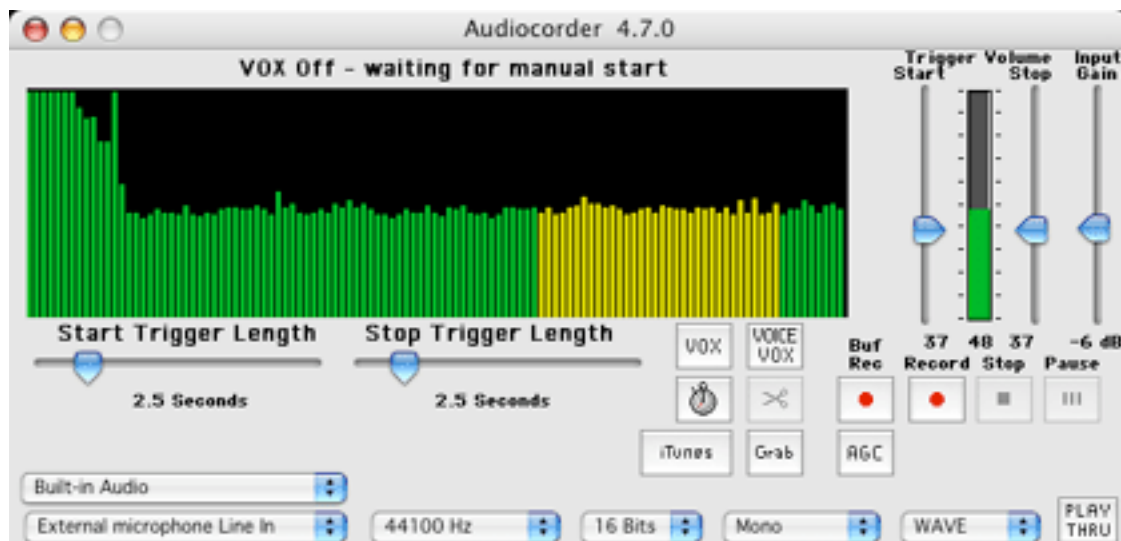 Audiocorder 4.7.0
VOX Off - waiting for manual start
Trigger Volume
Start Stop
Input
Gain
Start Trigger Length
2.5 Seconds
Stop Trigger Length
2.5 Seconds
VOX
VOICE
VOX
Buf
Rec
37 48 37
-6 dB
Record Stop Pause
iTunes
Grab
AGC
Built-in Audio
External microphone Line In
44100 Hz
16 Bits
Mono
WAVE
PLAY
THRU